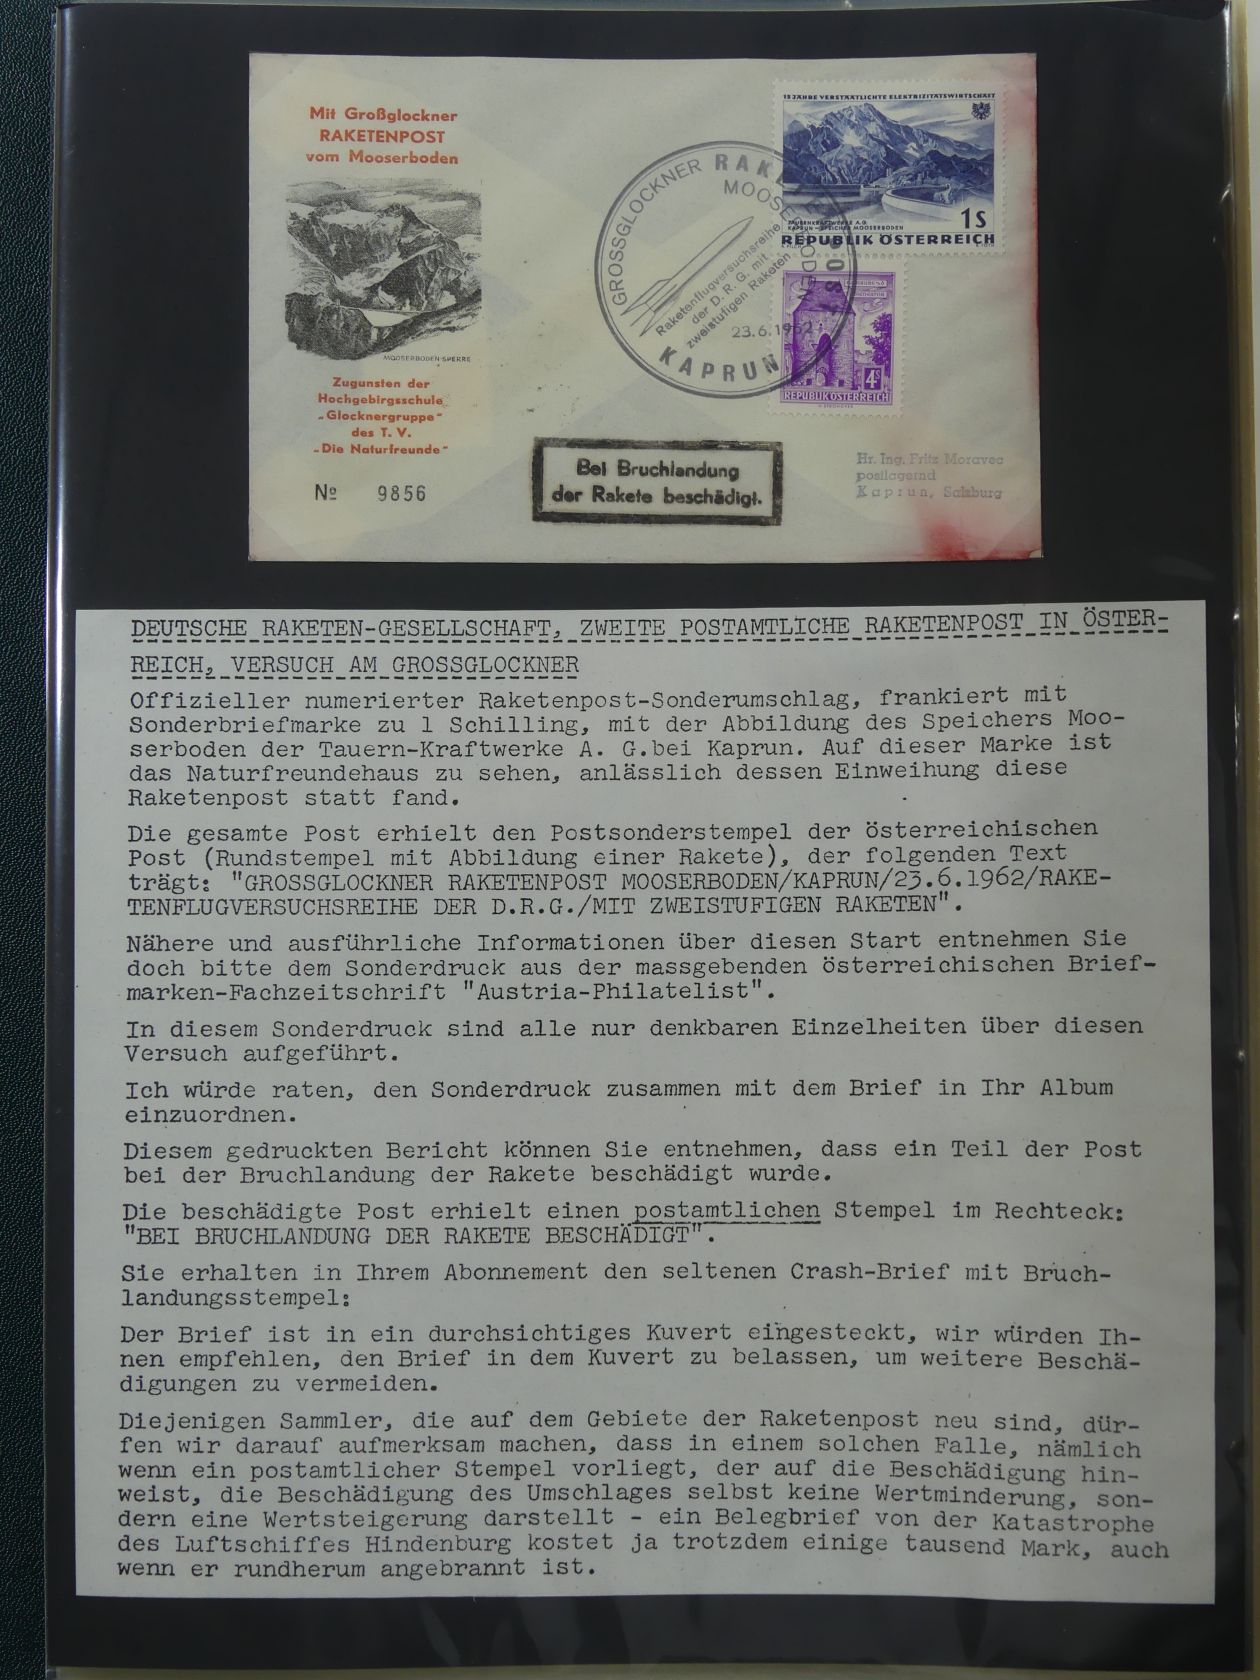 Mit Großglockner
RAKETENPOST
vom Mooserboden
MOOSERBODEN-SPERRE
Zugunsten der
Hochgebirgsschule
„Glocknergruppe"
des T. V.
„Die Naturfreunde"
Nº 9856
GROSSGLOCKNER RAKETENPOST
MOOSERBODEN
Raketenflugversuchsreihe
der D. R. G. mit
zweistufigen Raketen
23.6.1962
KAPRUN
15 JAHRE VERSTAATLICHTE ELEKTRIZITÄTSWIRTSCHAFT
TAUERNKRAFTWERKE A.G.
KAPRUN - SPEICHER MOOSERBODEN
1S
REPUBLIK ÖSTERREICH
4S
REPUBLIK ÖSTERREICH
Bei Bruchlandung
der Rakete beschädigt.
Hr. Ing. Fritz Moravec
postlagernd
Kaprun, Salzburg
DEUTSCHE RAKETEN-GESELLSCHAFT, ZWEITE POSTAMTLICHE RAKETENPOST IN ÖSTER-
REICH, VERSUCH AM GROSSGLOCKNER
Offizieller numerierter Raketenpost-Sonderumschlag, frankiert mit
Sonderbriefmarke zu 1 Schilling, mit der Abbildung des Speichers Moo-
serboden der Tauern-Kraftwerke A. G.bei Kaprun. Auf dieser Marke ist
das Naturfreundehaus zu sehen, anlässlich dessen Einweihung diese
Raketenpost statt fand.
Die gesamte Post erhielt den Postsonderstempel der österreichischen
Post (Rundstempel mit Abbildung einer Rakete), der folgenden Text
trägt: "GROSSGLOCKNER RAKETENPOST MOOSERBODEN/KAPRUN/23.6.1962/RAKE-
TENFLUGVERSUCHSREIHE DER D.R.G./MIT ZWEISTUFIGEN RAKETEN".
Nähere und ausführliche Informationen über diesen Start entnehmen Sie
doch bitte dem Sonderdruck aus der massgebenden österreichischen Brief-
marken-Fachzeitschrift "Austria-Philatelist".
In diesem Sonderdruck sind alle nur denkbaren Einzelheiten über diesen
Versuch aufgeführt.
Ich würde raten, den Sonderdruck zusammen mit dem Brief in Ihr Album
einzuordnen.
Diesem gedruckten Bericht können Sie entnehmen, dass ein Teil der Post
bei der Bruchlandung der Rakete beschädigt wurde.
Die beschädigte Post erhielt einen postamtlichen Stempel im Rechteck:
"BEI BRUCHLANDUNG DER RAKETE BESCHÄDIGT".
Sie erhalten in Ihrem Abonnement den seltenen Crash-Brief mit Bruch-
landungsstempel:
Der Brief ist in ein durchsichtiges Kuvert eingesteckt, wir würden Ih-
nen empfehlen, den Brief in dem Kuvert zu belassen, um weitere Beschä-
digungen zu vermeiden.
Diejenigen Sammler, die auf dem Gebiete der Raketenpost neu sind, dür-
fen wir darauf aufmerksam machen, dass in einem solchen Falle, nämlich
wenn ein postamtlicher Stempel vorliegt, der auf die Beschädigung hin-
weist, die Beschädigung des Umschlages selbst keine Wertminderung, son-
dern eine Wertsteigerung darstellt - ein Belegbrief von der Katastrophe
des Luftschiffes Hindenburg kostet ja trotzdem einige tausend Mark, auch
wenn er rundherum angebrannt ist.